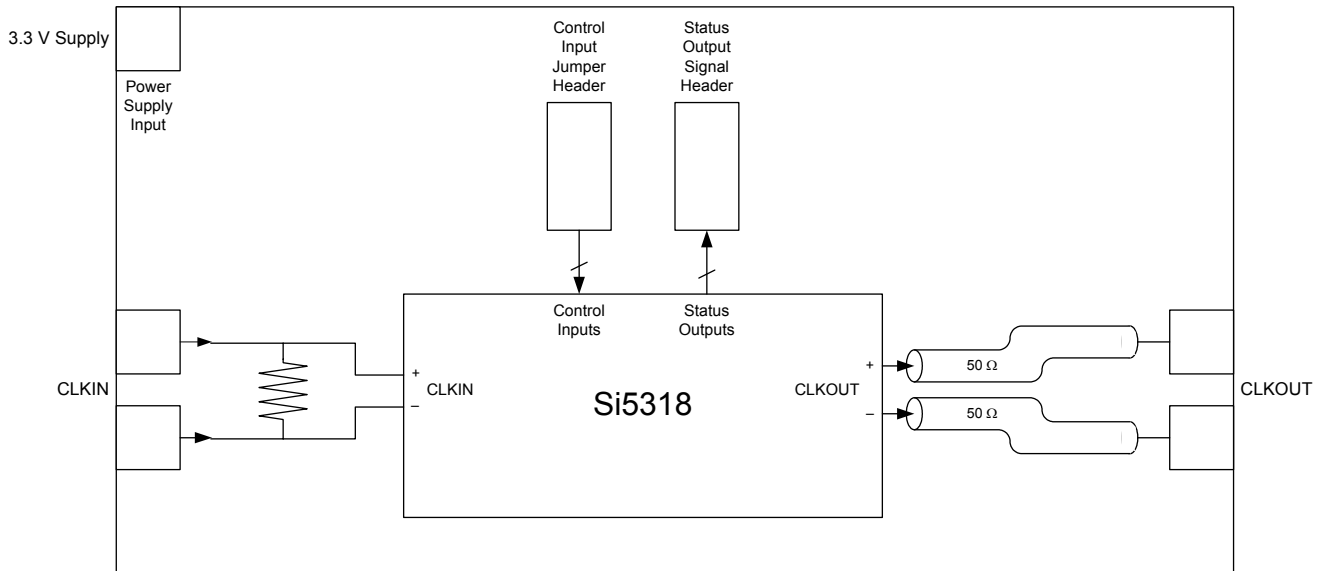 3.3 V Supply
Power
Supply
Input
Control
Input
Jumper
Header
Status
Output
Signal
Header
Control
Inputs
Status
Outputs
CLKIN
+
CLKIN
–
Si5318
CLKOUT
+
–
50 Ω
50 Ω
CLKOUT